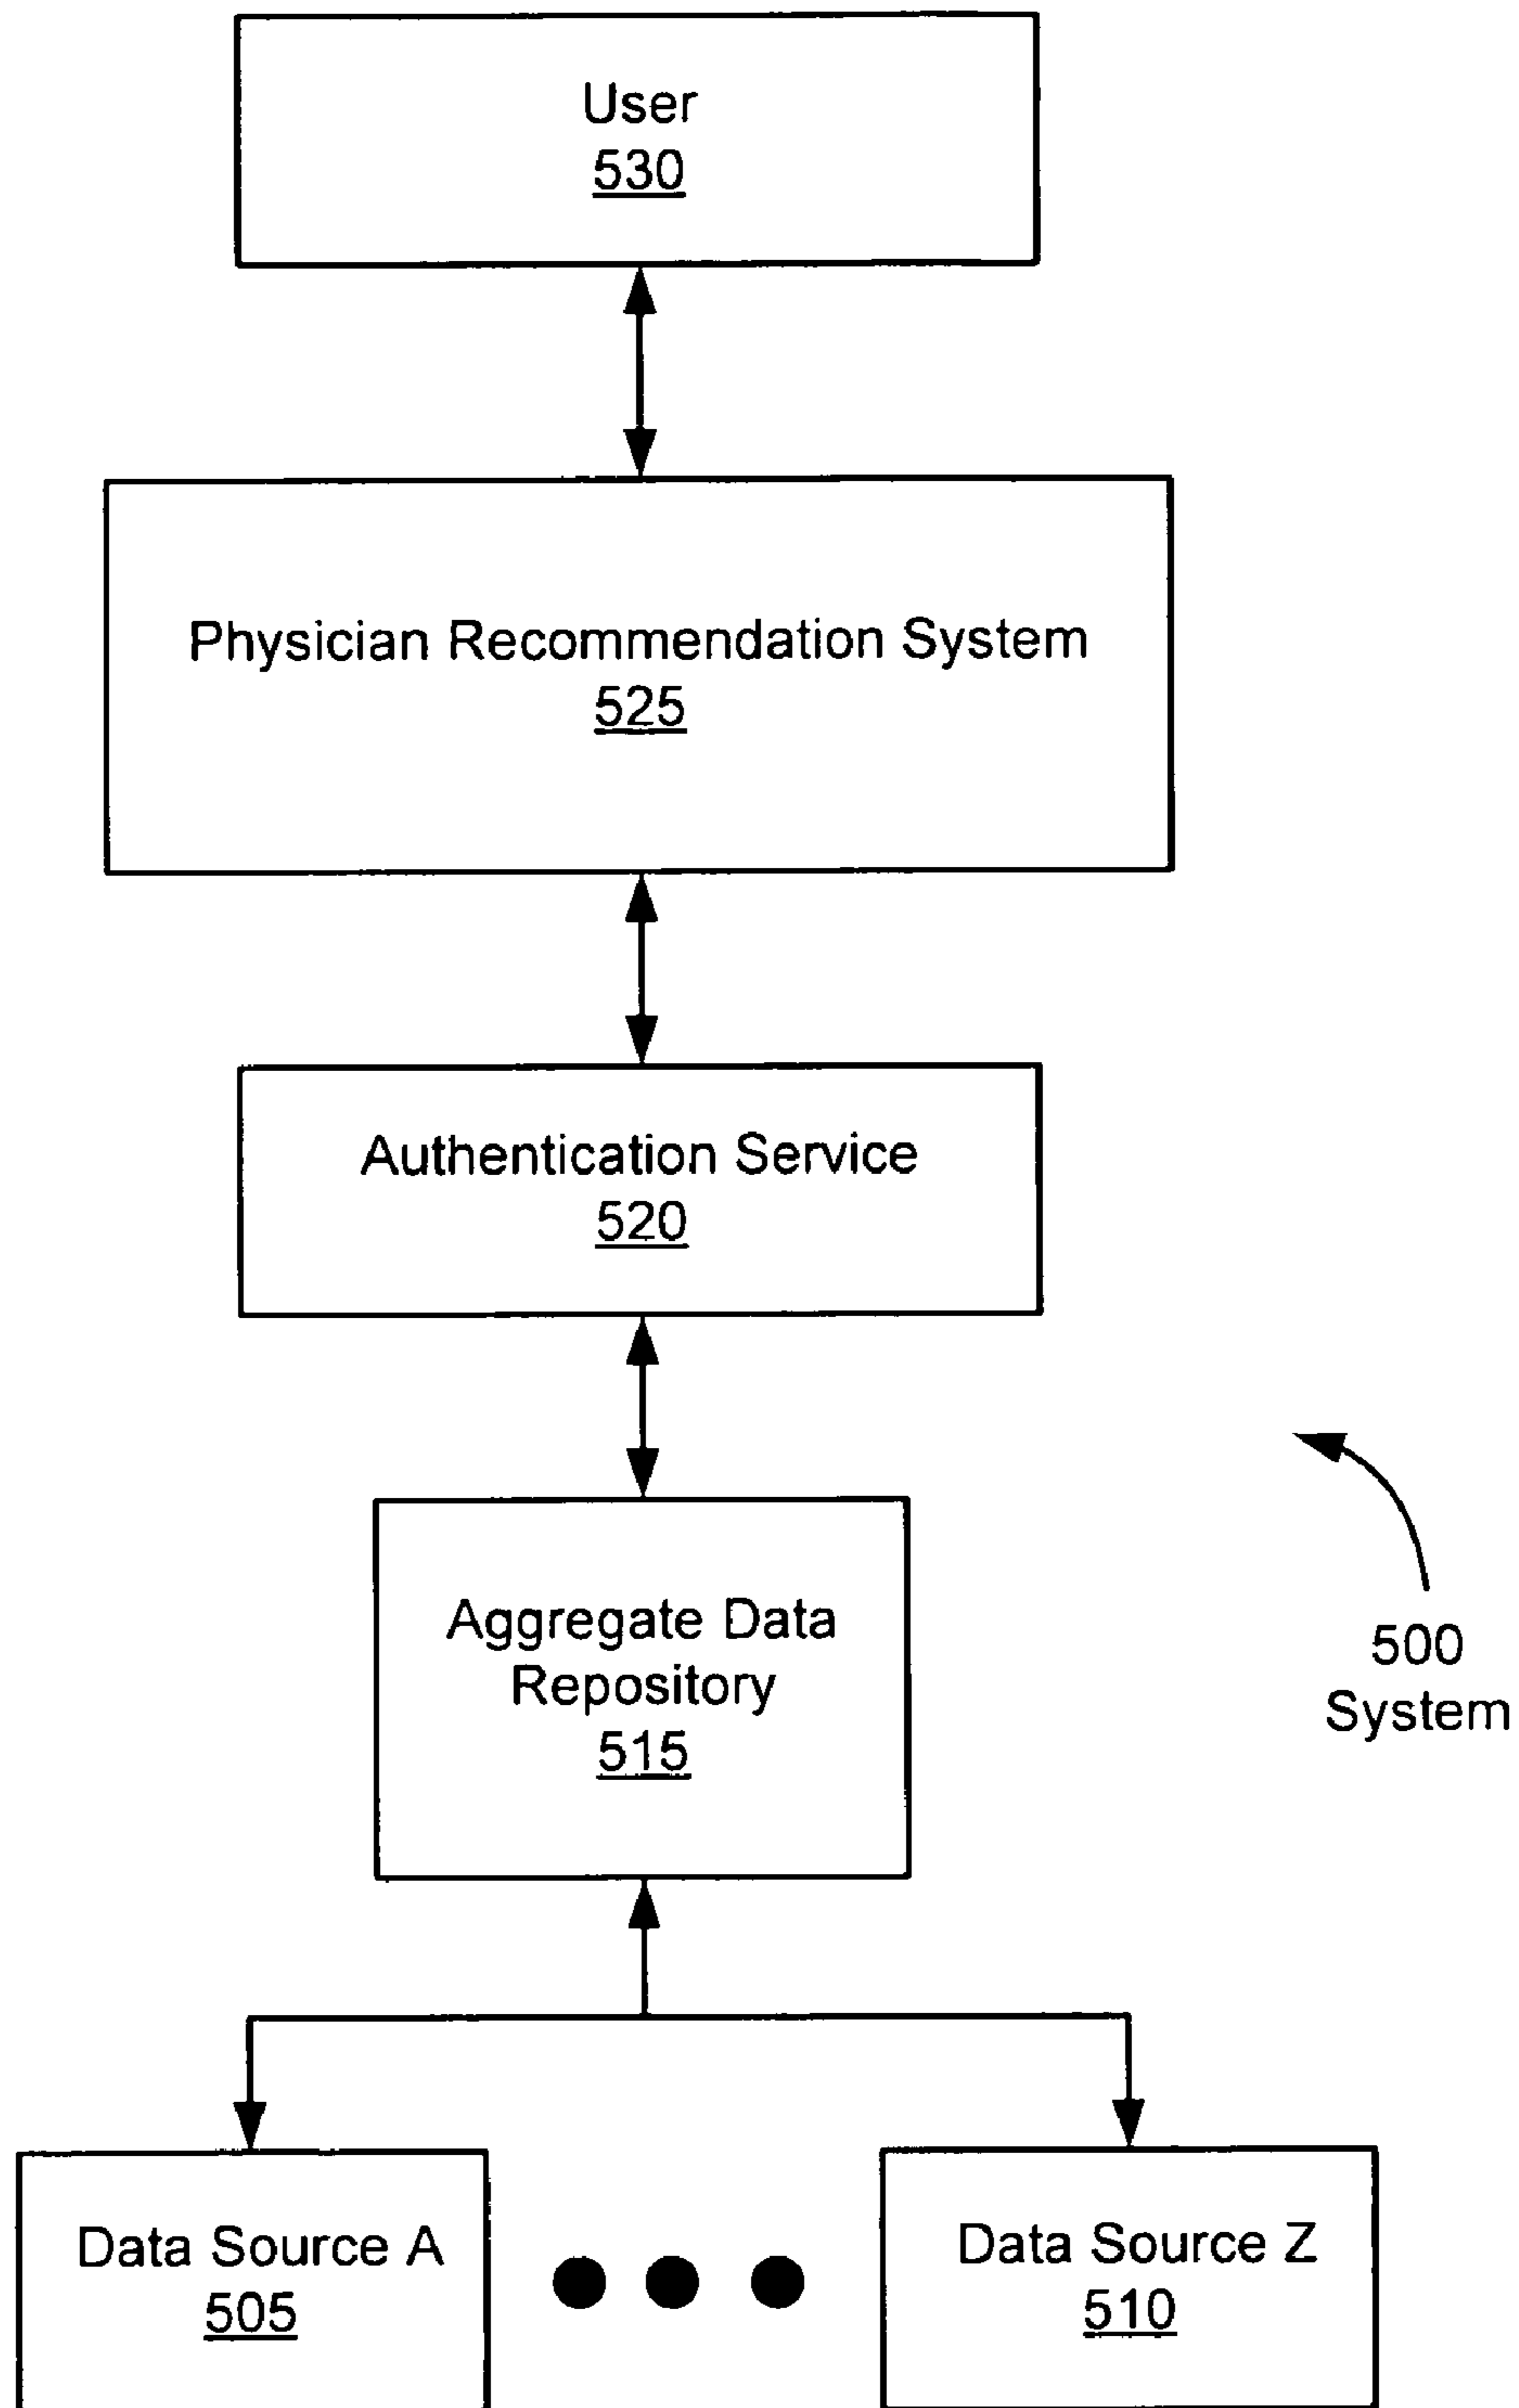 User
530
Physician Recommendation System
525
Authentication Service
520
Aggregate Data
Repository
515
500
System
Data Source A
505
Data Source Z
510